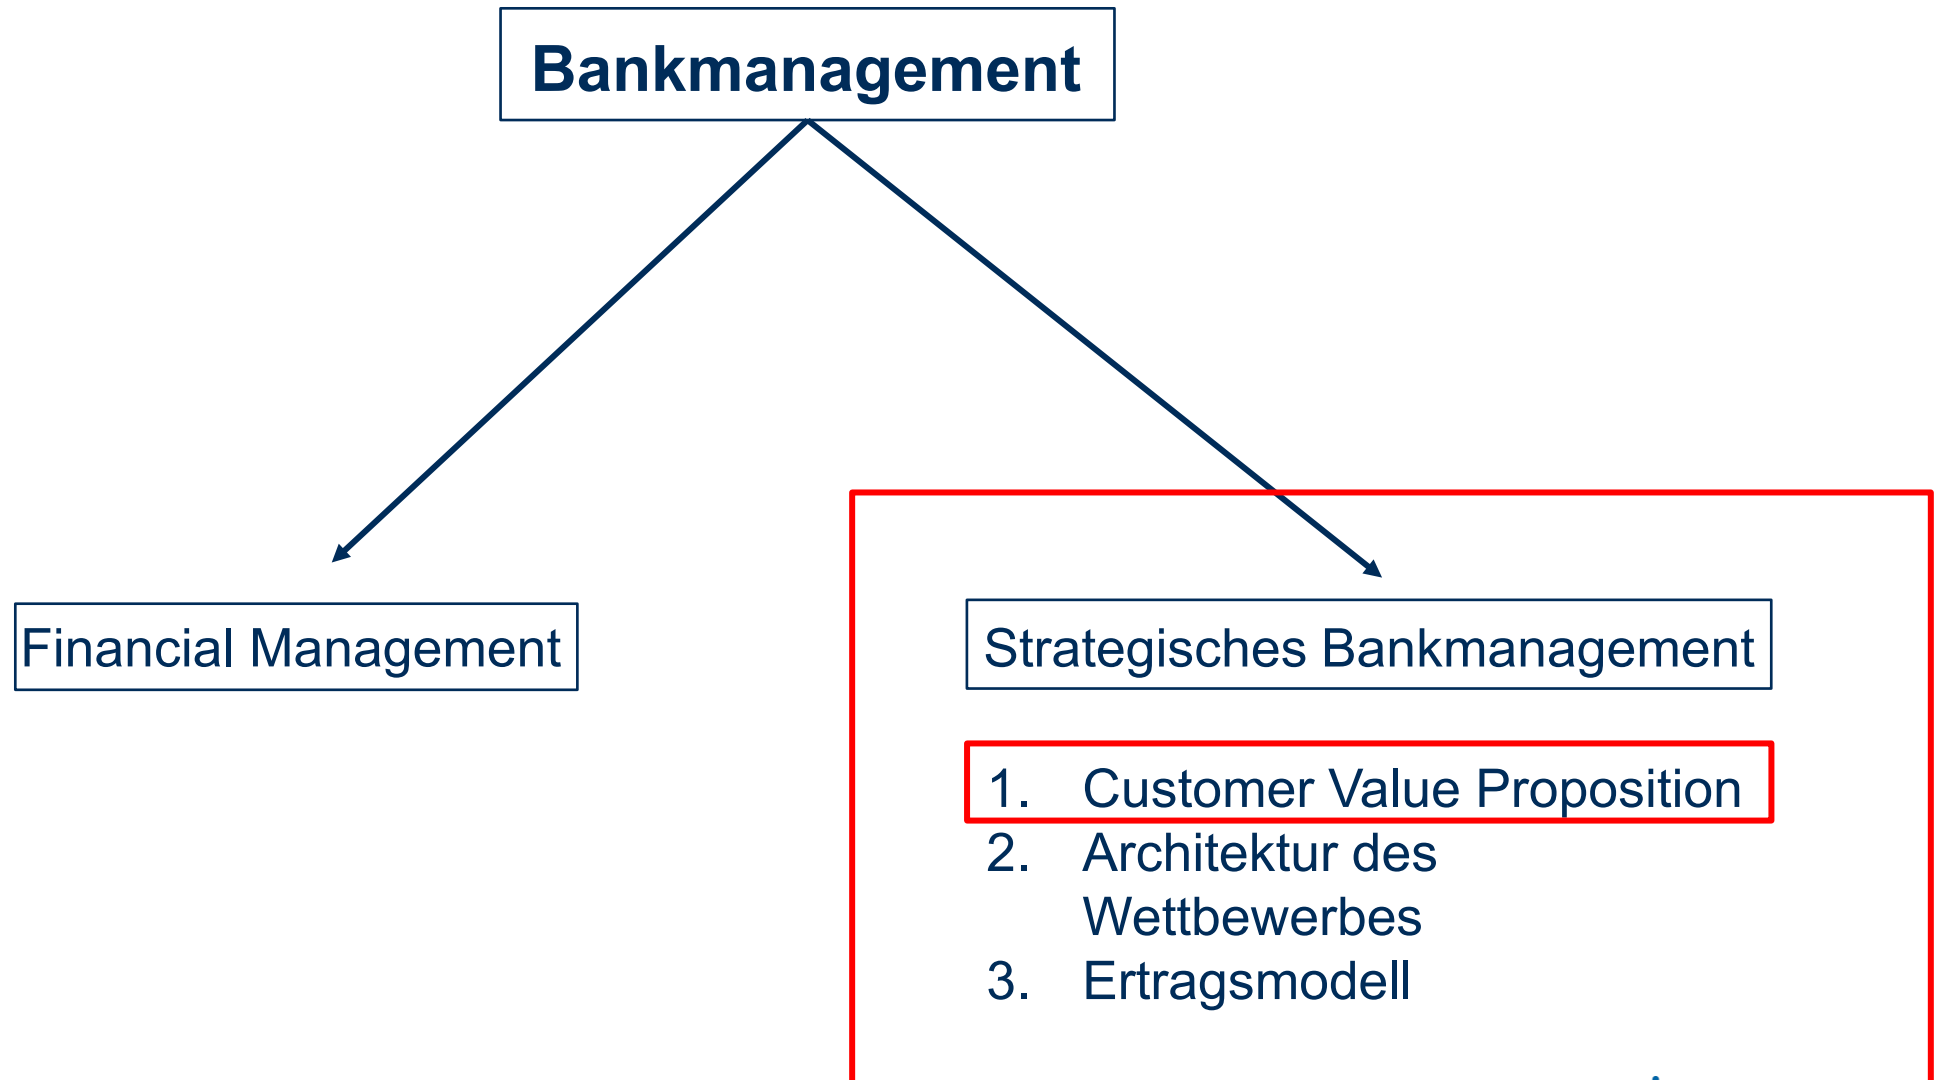 Bankmanagement
Financial Management
Strategisches Bankmanagement
1. Customer Value Proposition
2. Architektur des
Wettbewerbes
3. Ertragsmodell